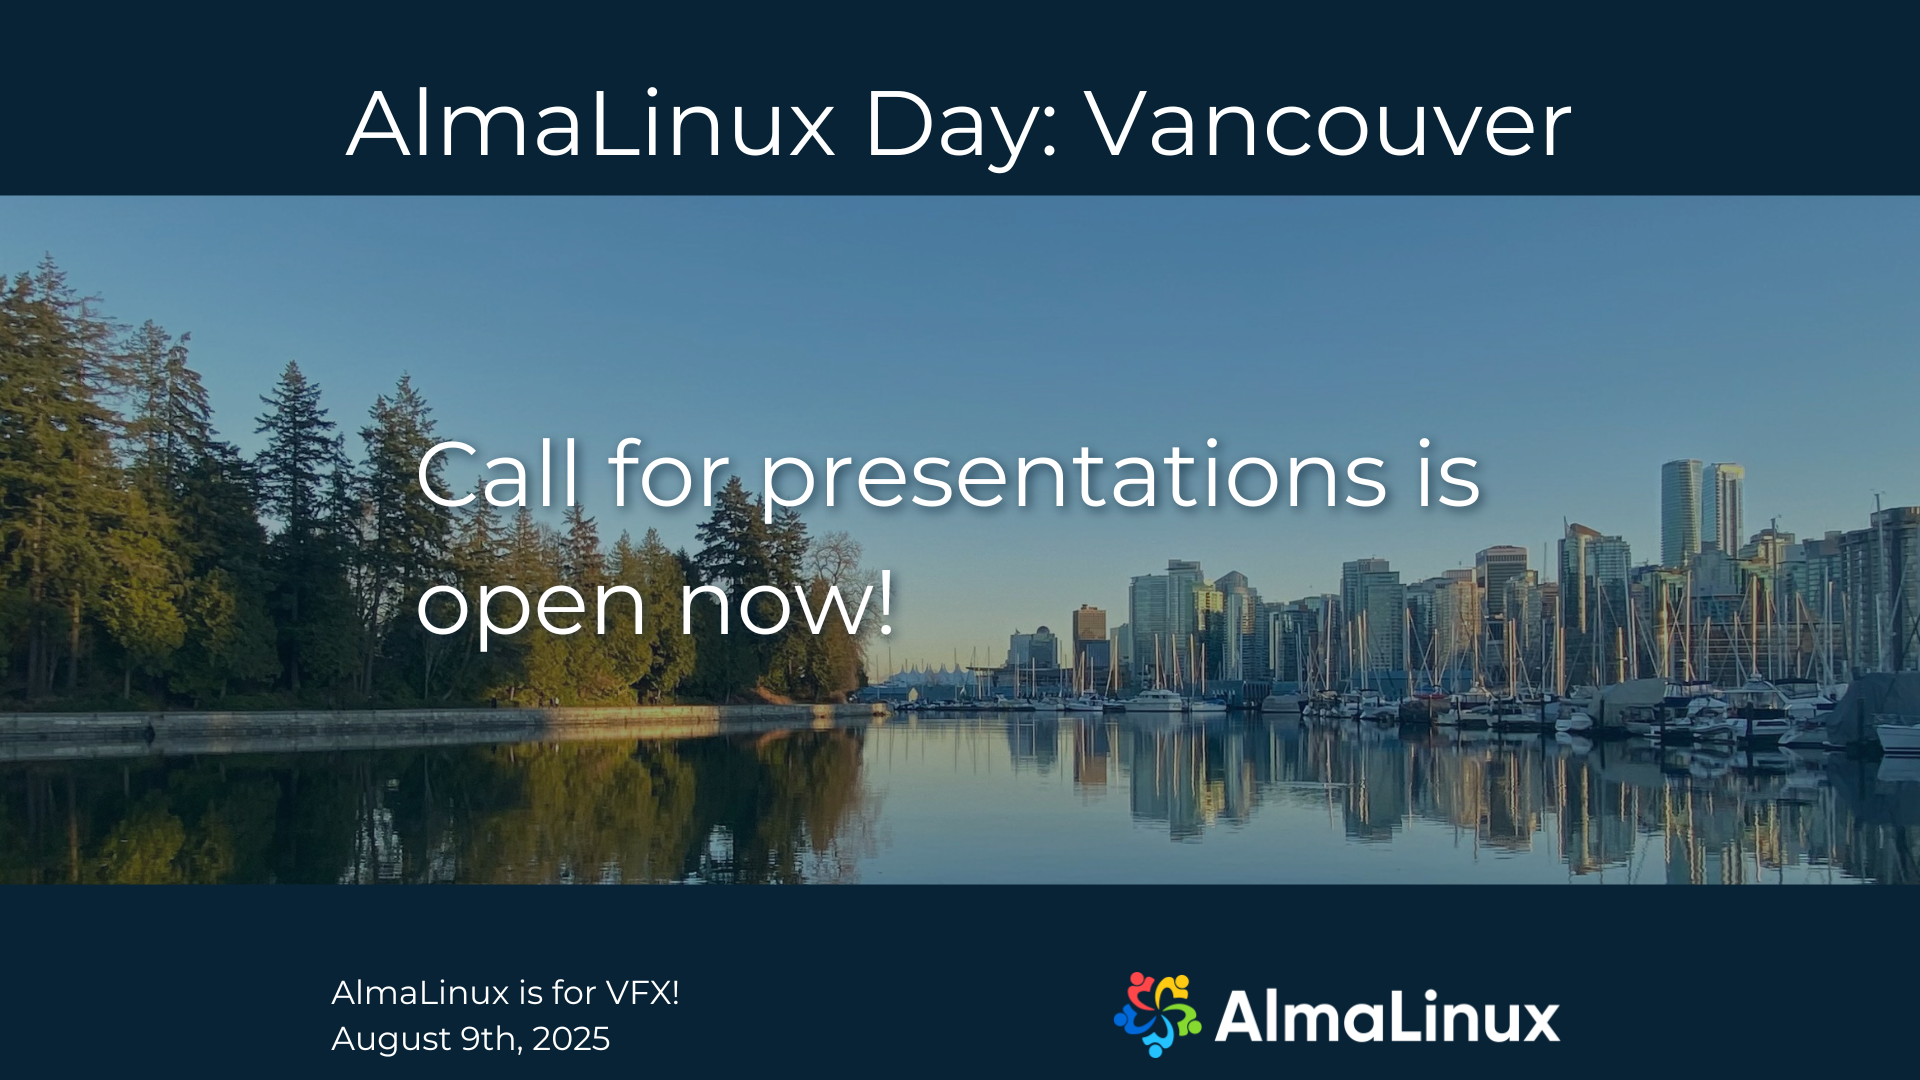 AlmaLinux Day: Vancouver
Call for presentations is
open now!
AlmaLinux is for VFX!
August 9th, 2025
AlmaLinux